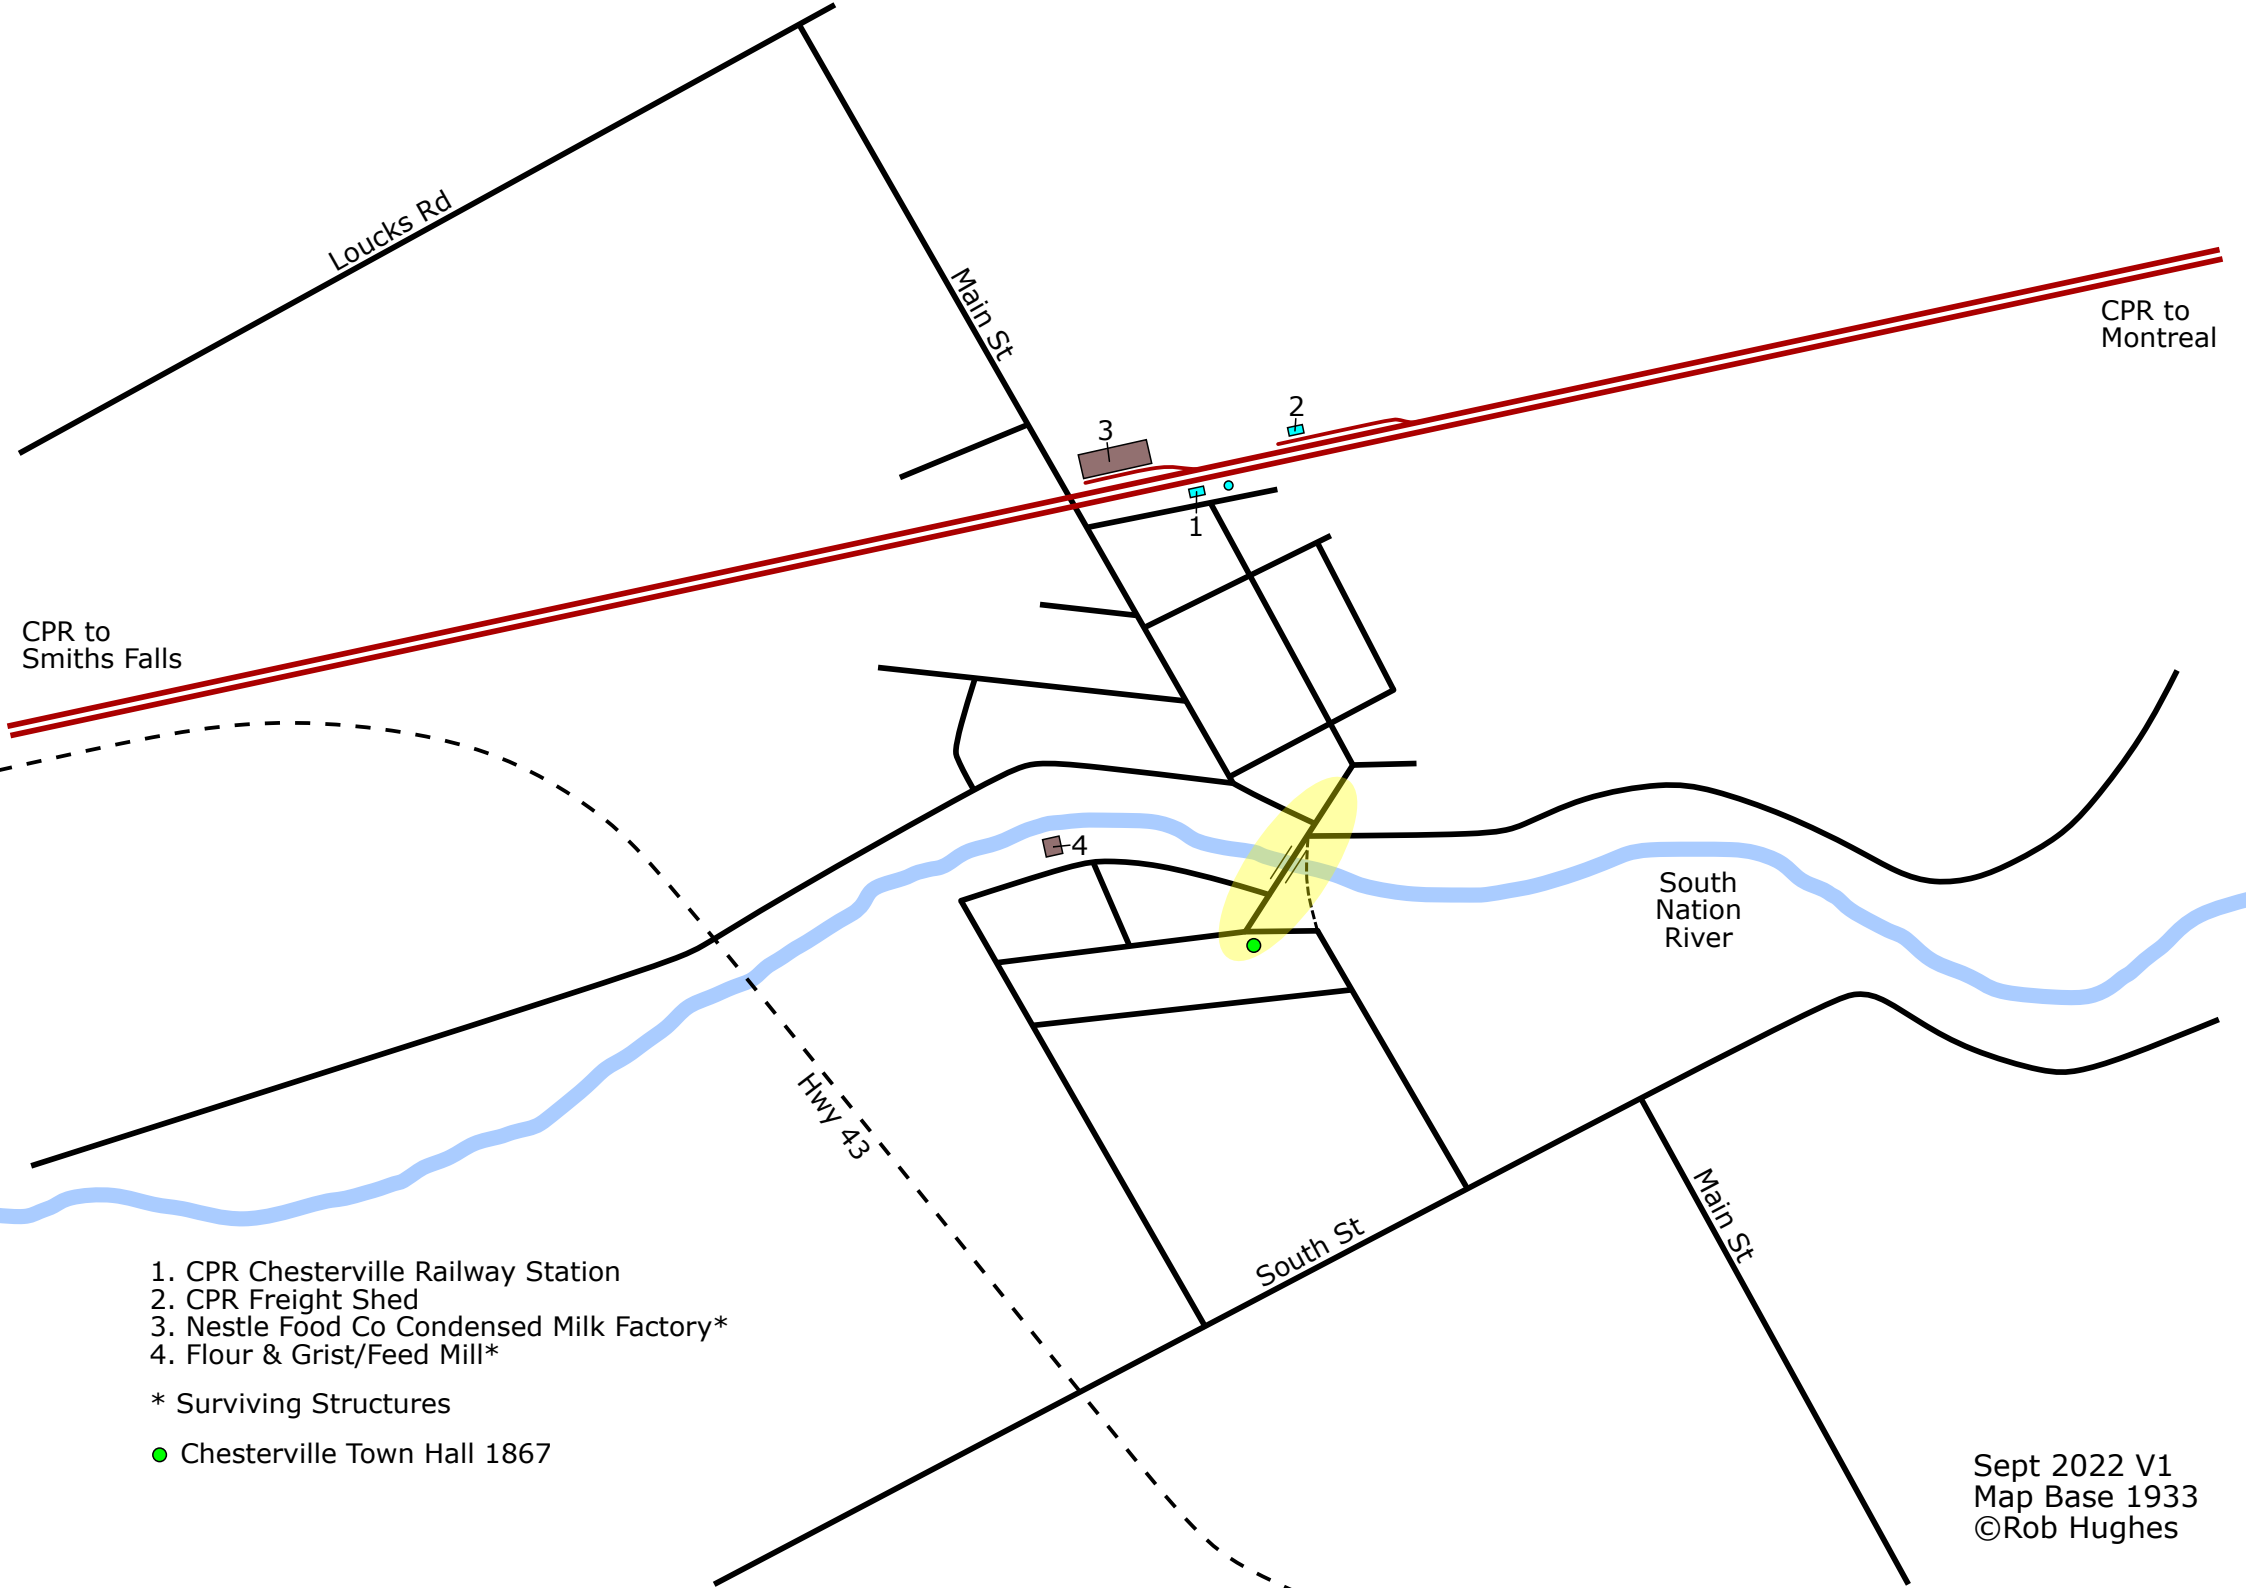 Loucks Rd
Main St
CPR to
Montreal
2
3
1
CPR to
Smiths Falls
4
South
Nation
River
Hwy 43
South St
Main St
1. CPR Chesterville Railway Station
2. CPR Freight Shed
3. Nestle Food Co Condensed Milk Factory*
4. Flour & Grist/Feed Mill*
* Surviving Structures
Chesterville Town Hall 1867
Sept 2022 V1
Map Base 1933
©Rob Hughes